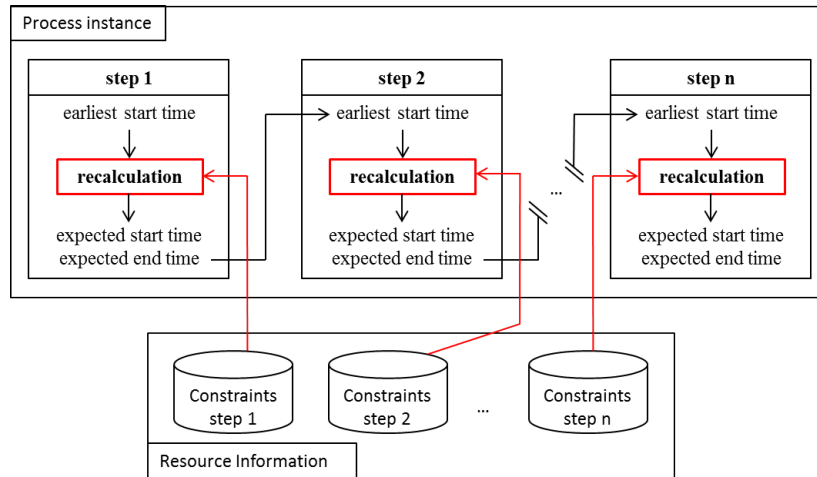 Process instance
step 1
earliest start time
recalculation
expected start time
expected end time
step 2
earliest start time
recalculation
expected start time
expected end time
...
step n
earliest start time
recalculation
expected start time
expected end time
Constraints
step 1
Constraints
step 2
...
Constraints
step n
Resource Information